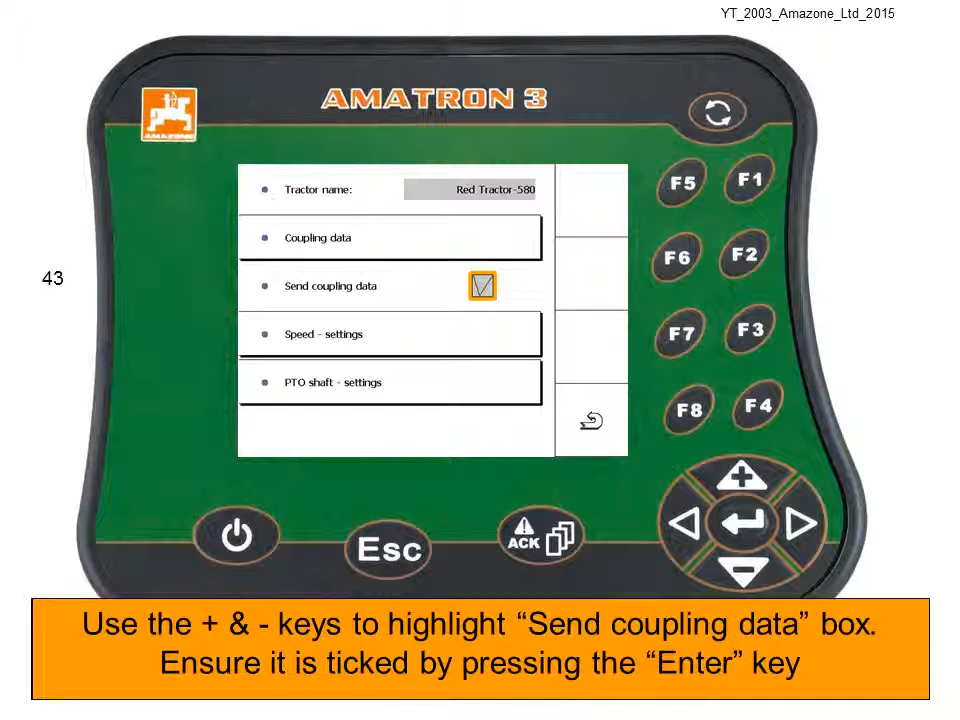 YT_2003_Amazone_Ltd_2015
AMATRON 3
AMAZONE
Tractor name: Red Tractor-580
F5 F1
Coupling data
F6 F2
43
Send coupling data
Speed - settings
F7 F3
PTO shaft - settings
F8 F4
Esc
ACK
Use the + & - keys to highlight “Send coupling data” box.
Ensure it is ticked by pressing the “Enter” key